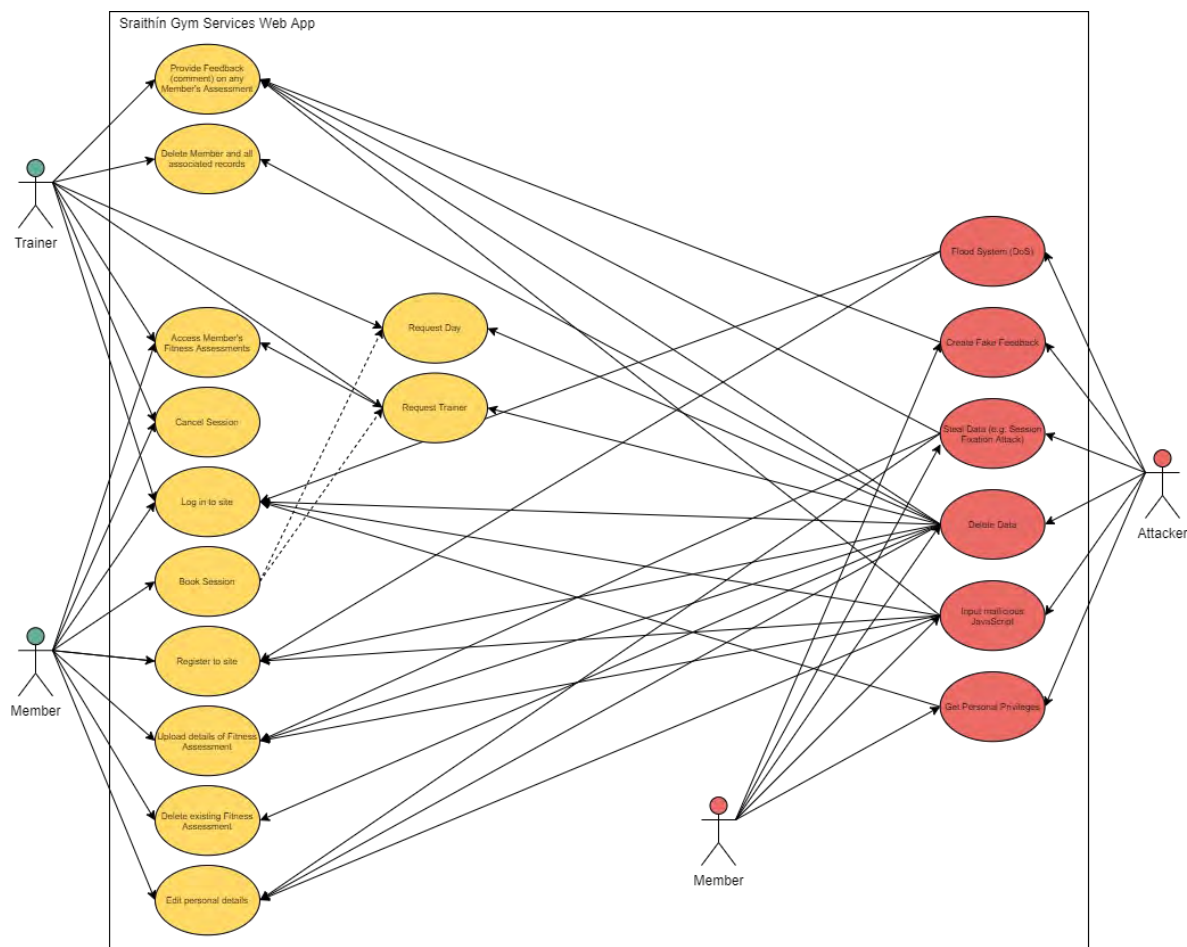 Sraithín Gym Services Web App
Provide Feedback
(comment) on any
Member's Assessment
Delete Member and all
associated records
Trainer
Flood System (DoS)
Request Day
Access Member's
Fitness Assessments
Create Fake Feedback
Request Trainer
Cancel Session
Steal Data (e.g. Session
Fixation Attack)
Log in to site
Delete Data
Attacker
Book Session
Input malicious
JavaScript
Register to site
Member
Get Personal Privileges
Upload details of Fitness
Assessment
Delete existing Fitness
Assessment
Member
Edit personal details